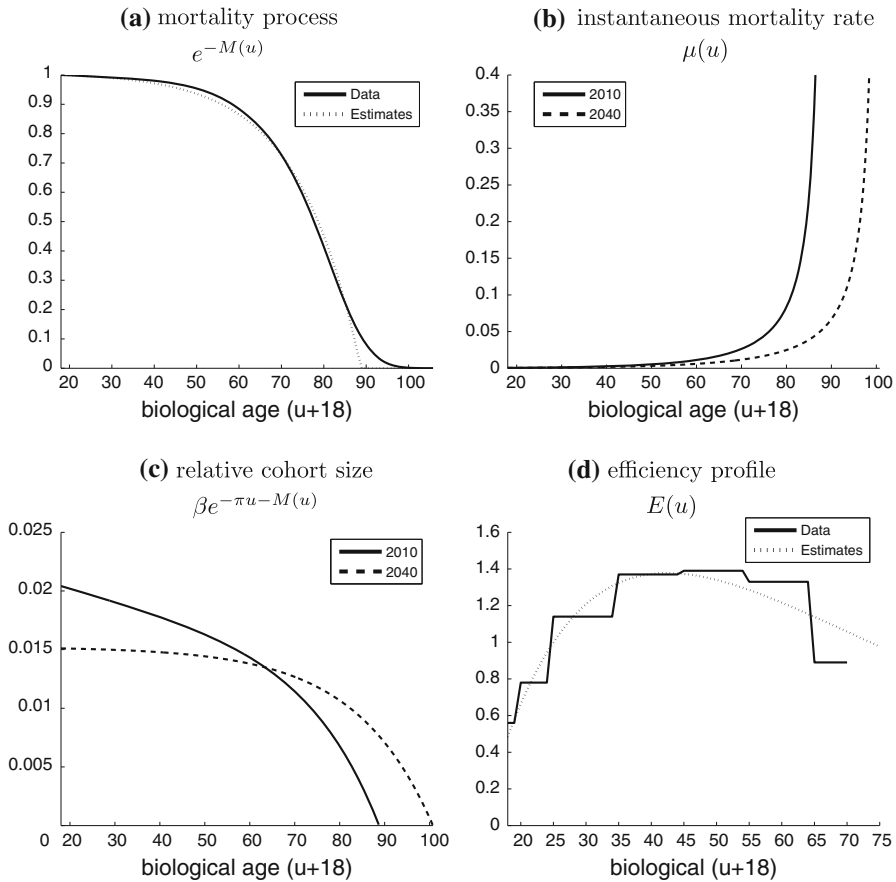 (a) mortality process
e^{-M(u)}
1
0.9
0.8
0.7
0.6
0.5
0.4
0.3
0.2
0.1
0
Data
Estimates
20 30 40 50 60 70 80 90 100
biological age (u+18)
(b) instantaneous mortality rate
μ(u)
0.4
0.35
0.3
0.25
0.2
0.15
0.1
0.05
0
2010
2040
20 30 40 50 60 70 80 90 100
biological age (u+18)
(c) relative cohort size
βe^{-πu-M(u)}
0.025
0.02
0.015
0.01
0.005
0
2010
2040
20 30 40 50 60 70 80 90 100
biological age (u+18)
(d) efficiency profile
E(u)
1.6
1.4
1.2
1
0.8
0.6
0.4
0.2
0
Data
Estimates
20 25 30 35 40 45 50 55 60 65 70 75
biological (u+18)